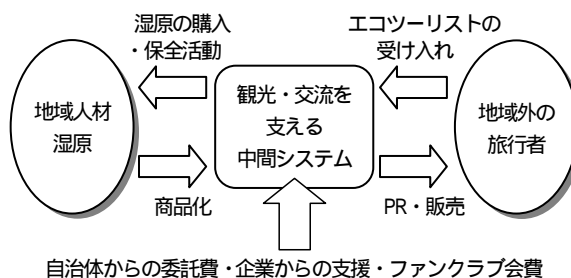 湿原の購入
・保全活動
エコツーリストの
受け入れ
地域人材
湿原
観光・交流を
支える
中間システム
地域外の
旅行者
商品化
PR・販売
自治体からの委託費・企業からの支援・ファンクラブ会費